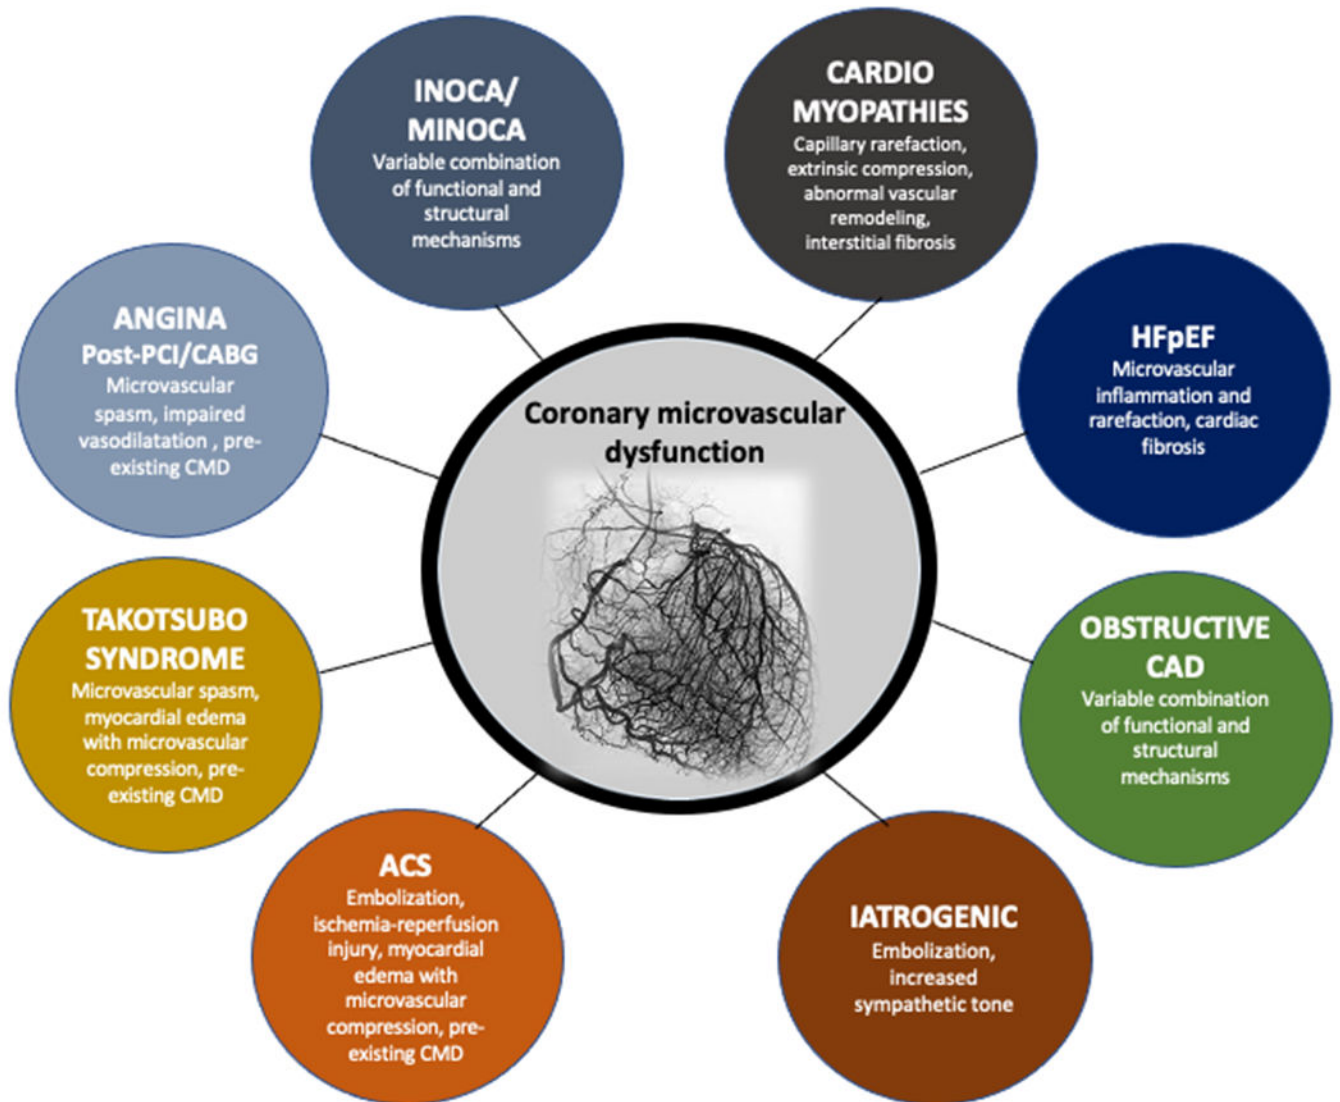 INOCA/
MINOCA
Variable combination
of functional and
structural
mechanisms
CARDIO
MYOPATHIES
Capillary rarefaction,
extrinsic compression,
abnormal vascular
remodeling,
interstitial fibrosis
ANGINA
Post-PCI/CABG
Microvascular
spasm, impaired
vasodilatation , pre-
existing CMD
HFpEF
Microvascular
inflammation and
rarefaction, cardiac
fibrosis
Coronary microvascular
dysfunction
TAKOTSUBO
SYNDROME
Microvascular spasm,
myocardial edema
with microvascular
compression, pre-
existing CMD
OBSTRUCTIVE
CAD
Variable combination
of functional and
structural
mechanisms
ACS
Embolization,
ischemia-reperfusion
injury, myocardial
edema with
microvascular
compression, pre-
existing CMD
IATROGENIC
Embolization,
increased
sympathetic tone